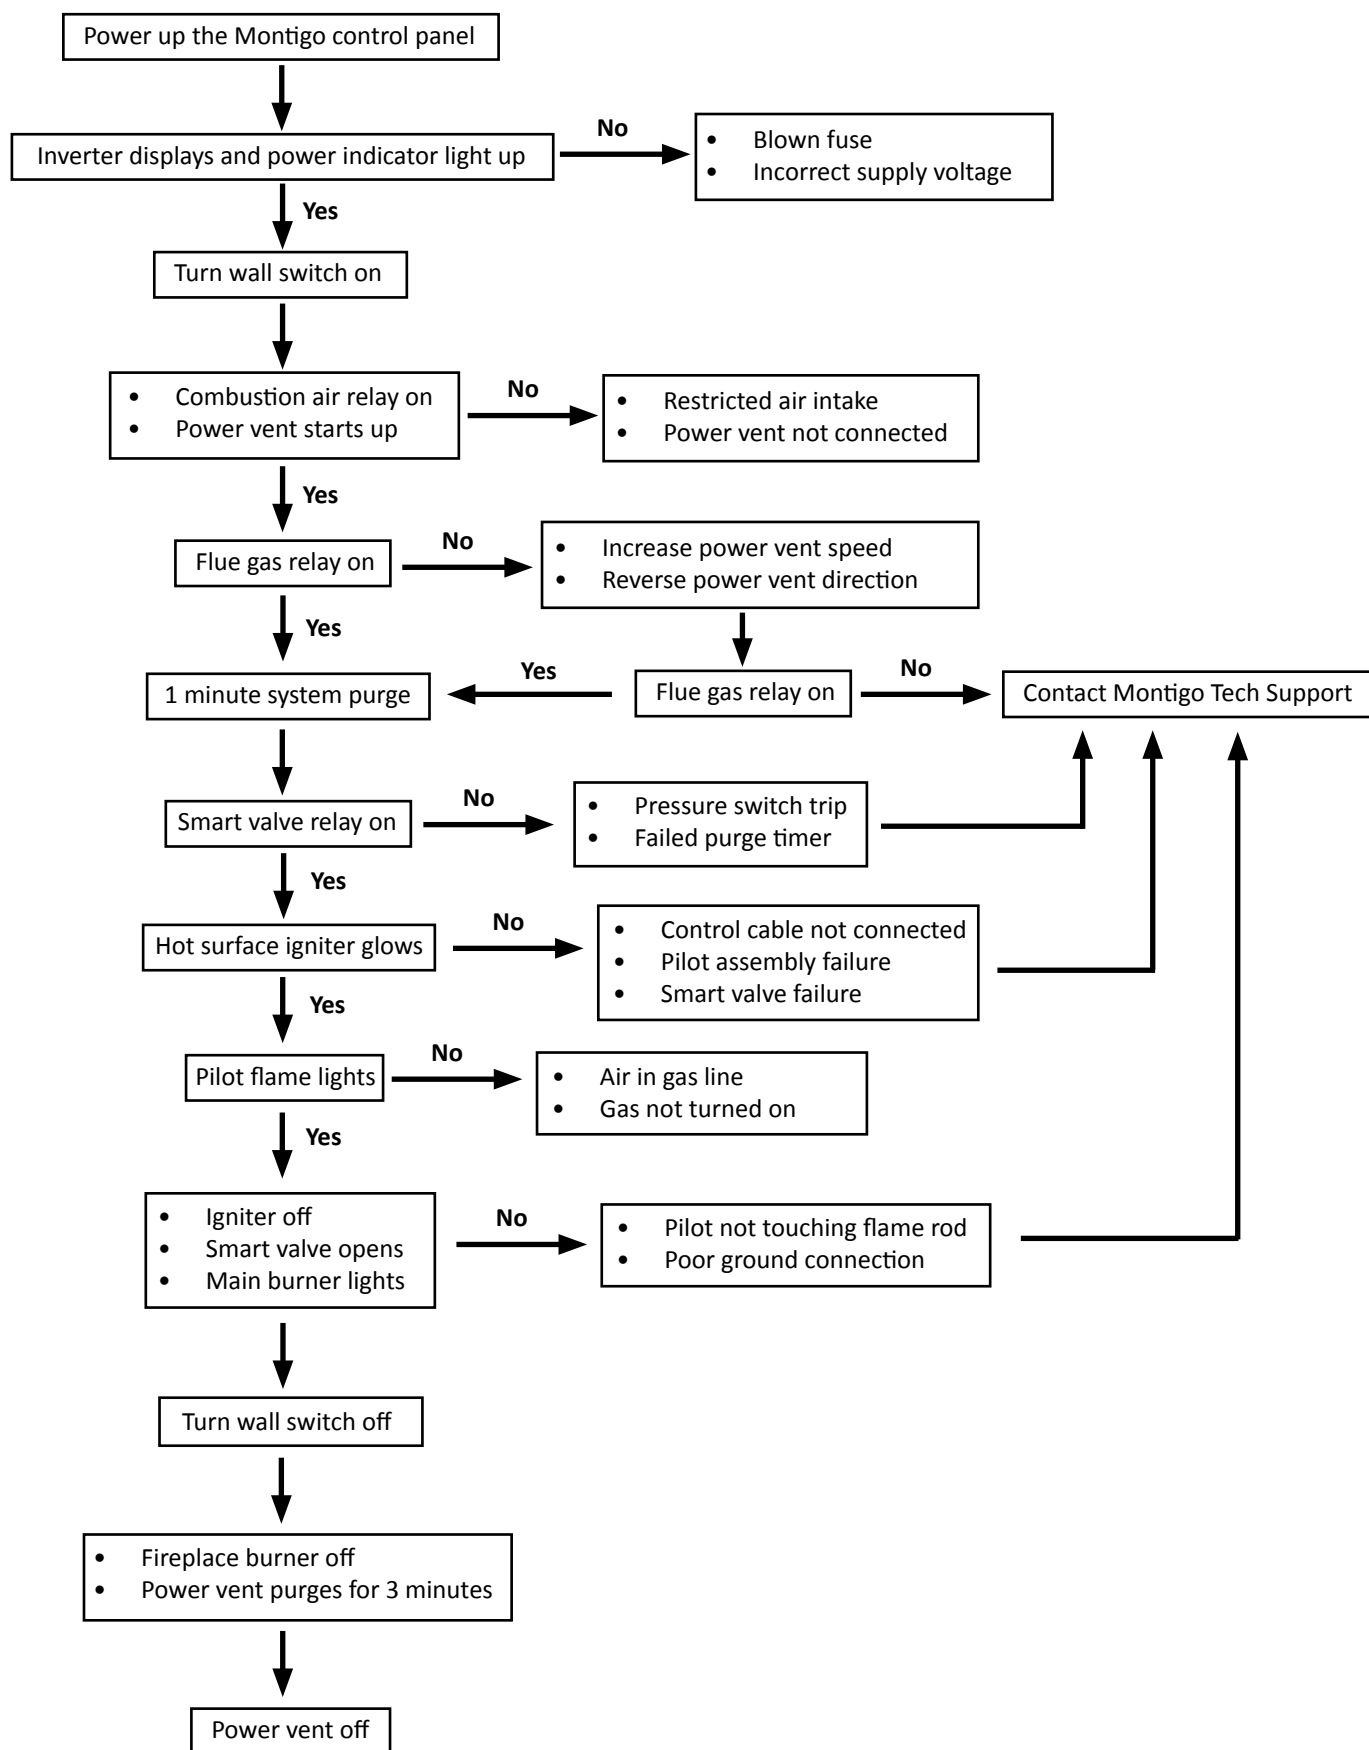 Power up the Montigo control panel
No
Inverter displays and power indicator light up
• Blown fuse
• Incorrect supply voltage
Yes
Turn wall switch on
• Combustion air relay on
• Power vent starts up
No
• Restricted air intake
• Power vent not connected
Yes
Flue gas relay on
No
• Increase power vent speed
• Reverse power vent direction
Yes
1 minute system purge
Yes
Flue gas relay on
No
Contact Montigo Tech Support
Smart valve relay on
No
• Pressure switch trip
• Failed purge timer
Yes
Hot surface igniter glows
No
• Control cable not connected
• Pilot assembly failure
• Smart valve failure
Yes
Pilot flame lights
No
• Air in gas line
• Gas not turned on
Yes
• Igniter off
• Smart valve opens
• Main burner lights
No
• Pilot not touching flame rod
• Poor ground connection
Turn wall switch off
• Fireplace burner off
• Power vent purges for 3 minutes
Power vent off